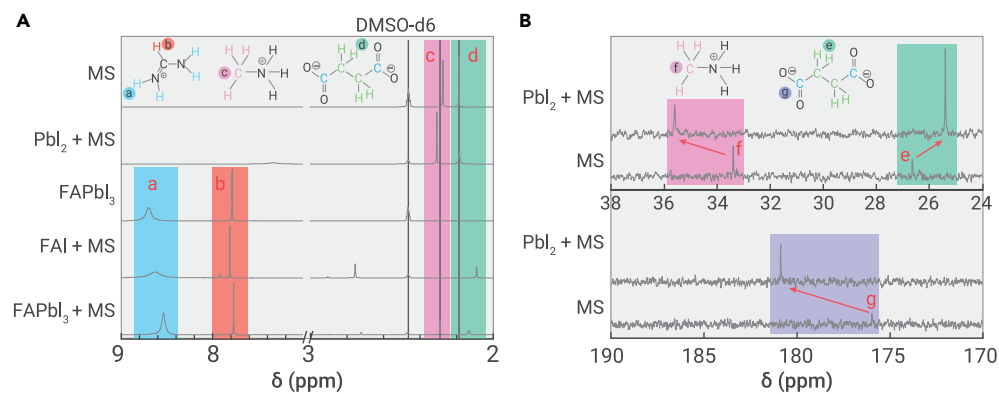 A
DMSO-d6
H b
H
N
H
C
c
H
H
H
C
N
H
H
H
d
H
H
O
O
H
N
H
a
H
O
O
H
H
a
b
c
d
MS
PbI₂ + MS
FAPbI₃
FAI + MS
FAPbI₃ + MS
9
8
3
2
δ (ppm)
B
f
H
H
C
N
H
H
H
H
e
H
H
O
O
g
O
O
H
H
f
e
PbI₂ + MS
MS
38
36
34
32
30
28
26
24
g
PbI₂ + MS
MS
190
185
180
175
170
δ (ppm)